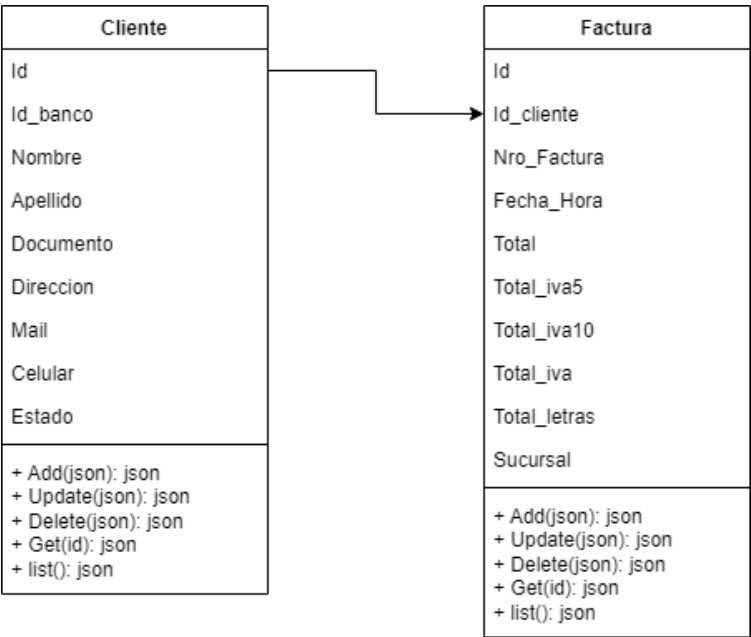 Cliente
Id
Id_banco
Nombre
Apellido
Documento
Direccion
Mail
Celular
Estado
+ Add(json): json
+ Update(json): json
+ Delete(json): json
+ Get(id): json
+ list(): json
Factura
Id
Id_cliente
Nro_Factura
Fecha_Hora
Total
Total_iva5
Total_iva10
Total_iva
Total_letras
Sucursal
+ Add(json): json
+ Update(json): json
+ Delete(json): json
+ Get(id): json
+ list(): json